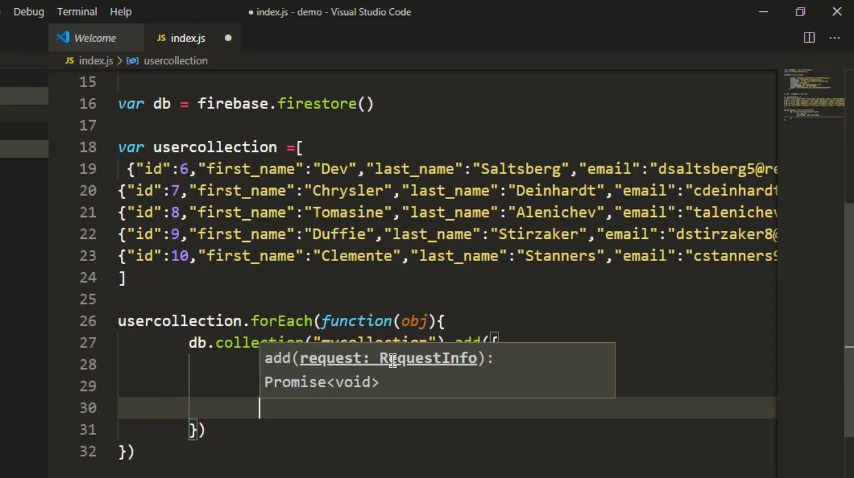 Debug Terminal Help ● index.js - demo - Visual Studio Code
Welcome JS index.js ●
JS index.js > usercollection
15
16 var db = firebase.firestore()
17
18 var usercollection =[
19 {"id":6,"first_name":"Dev","last_name":"Saltsberg","email":"dsaltsberg5@re
20 {"id":7,"first_name":"Chrysler","last_name":"Deinhardt","email":"cdeinhardt
21 {"id":8,"first_name":"Tomasine","last_name":"Alenichev","email":"talenichev
22 {"id":9,"first_name":"Duffie","last_name":"Stirzaker","email":"dstirzaker8@
23 {"id":10,"first_name":"Clemente","last_name":"Stanners","email":"cstanners9
24 ]
25
26 usercollection.forEach(function(obj){
27 db.collection("mycollection").add({
add(request: RequestInfo):
28
Promise<void>
29
30
31 })
32 })